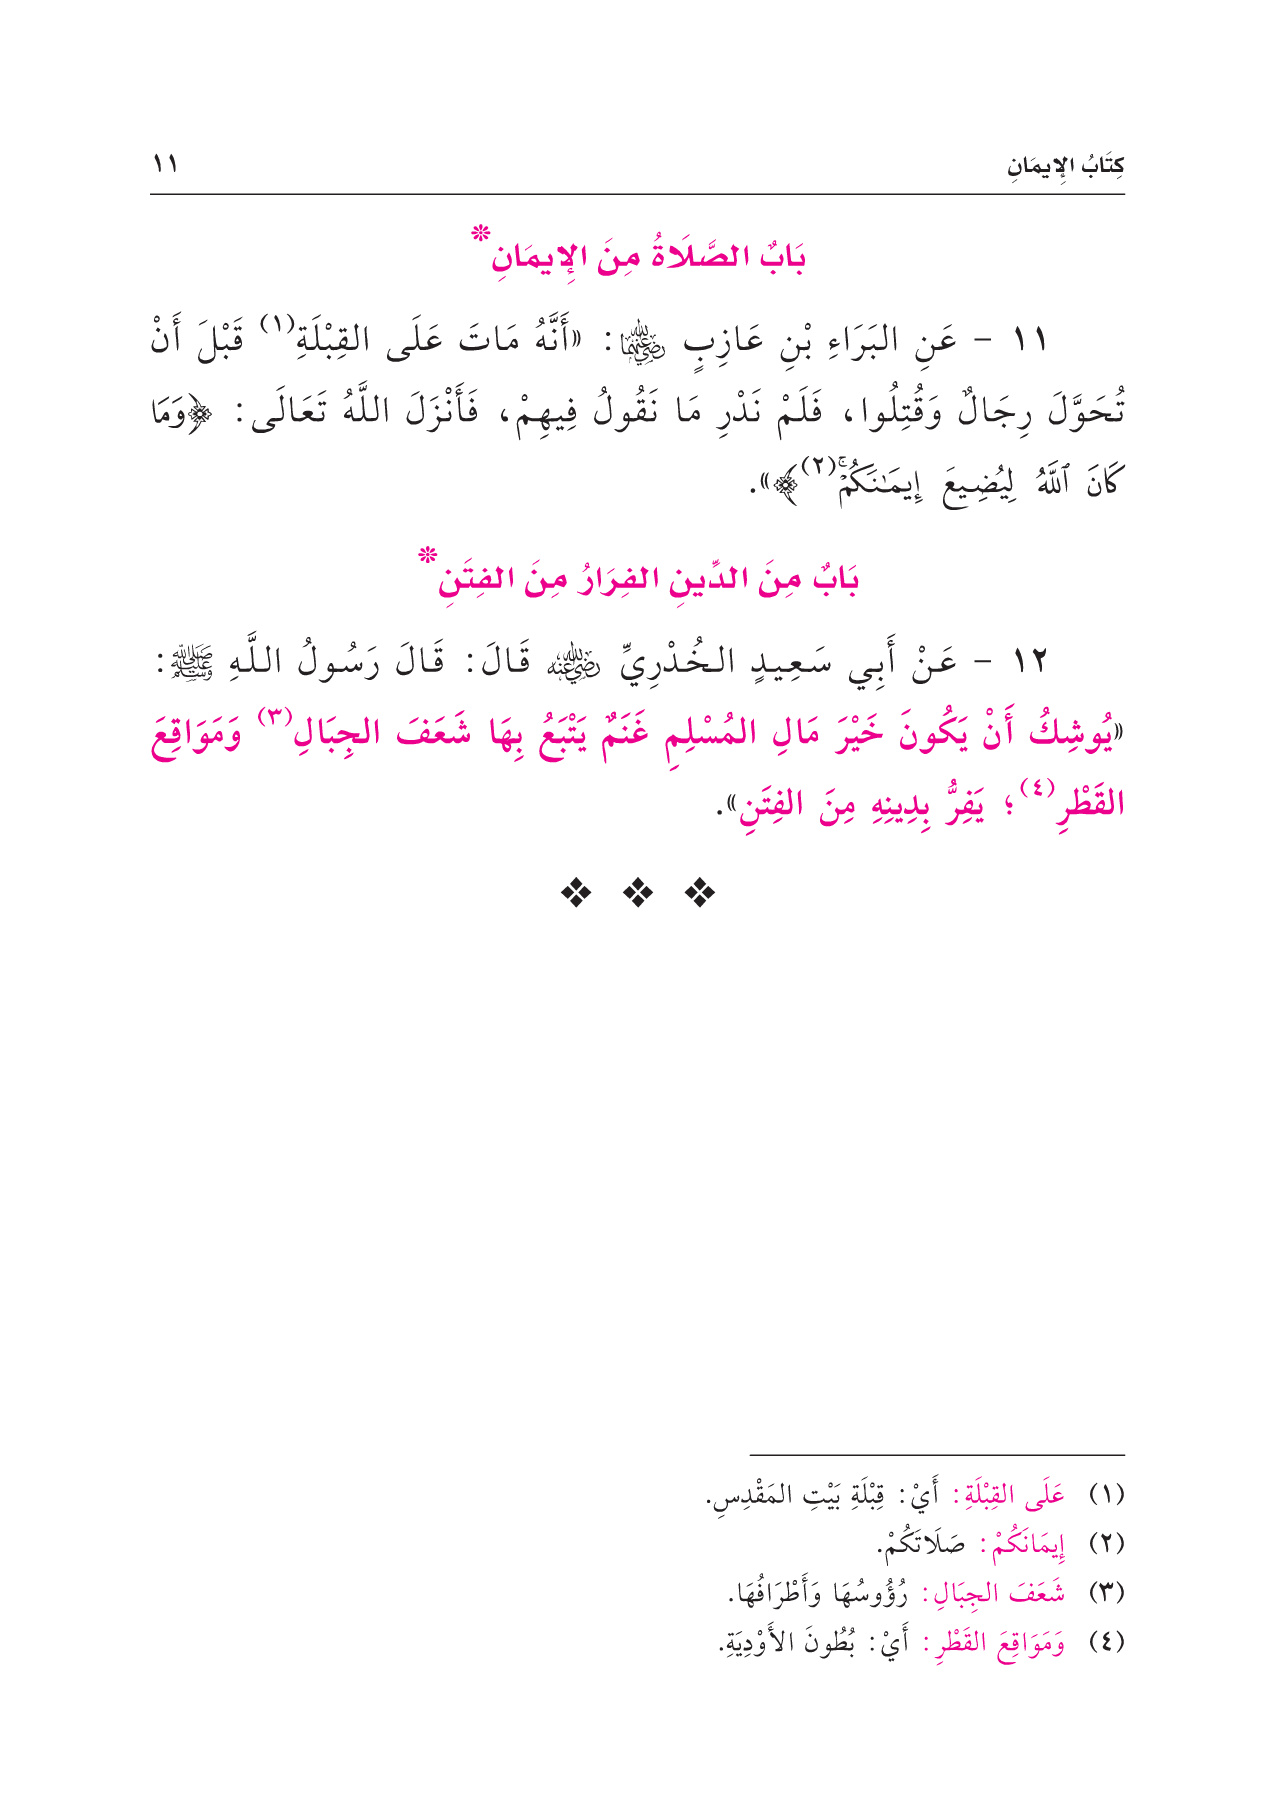 كِتَابُ الإِيمَانِ ١١
بَابٌ الصَّلَاةُ مِنَ الإِيمَانِ*
١١ - عَنِ البَرَاءِ بْنِ عَازِبٍ رضي الله عنهما: «أَنَّهُ مَاتَ عَلَى القِبْلَةِ(١) قَبْلَ أَنْ
تُحَوَّلَ رِجَالٌ وَقُتِلُوا، فَلَمْ نَدْرِ مَا نَقُولُ فِيهِمْ، فَأَنْزَلَ اللَّهُ تَعَالَى: ﴿وَمَا
كَانَ ٱللَّهُ لِيُضِيعَ إِيمَـٰنَكُمْۚ(٢)﴾».
بَابٌ مِنَ الدِّينِ الفِرَارُ مِنَ الفِتَنِ*
١٢ - عَنْ أَبِي سَعِيدٍ الخُدْرِيِّ رضي الله عنه قَالَ: قَالَ رَسُولُ اللَّهِ ﷺ:
«يُوشِكُ أَنْ يَكُونَ خَيْرَ مَالِ المُسْلِمِ غَنَمٌ يَتْبَعُ بِهَا شَعَفَ الجِبَالِ(٣) وَمَوَاقِعَ
القَطْرِ(٤)؛ يَفِرُّ بِدِينِهِ مِنَ الفِتَنِ».
(١) عَلَى القِبْلَةِ: أَيْ: قِبْلَةِ بَيْتِ المَقْدِسِ.
(٢) إِيمَانَكُمْ: صَلَاتَكُمْ.
(٣) شَعَفَ الجِبَالِ: رُؤُوسُهَا وَأَطْرَافُهَا.
(٤) وَمَوَاقِعَ القَطْرِ: أَيْ: بُطُونَ الأَوْدِيَةِ.